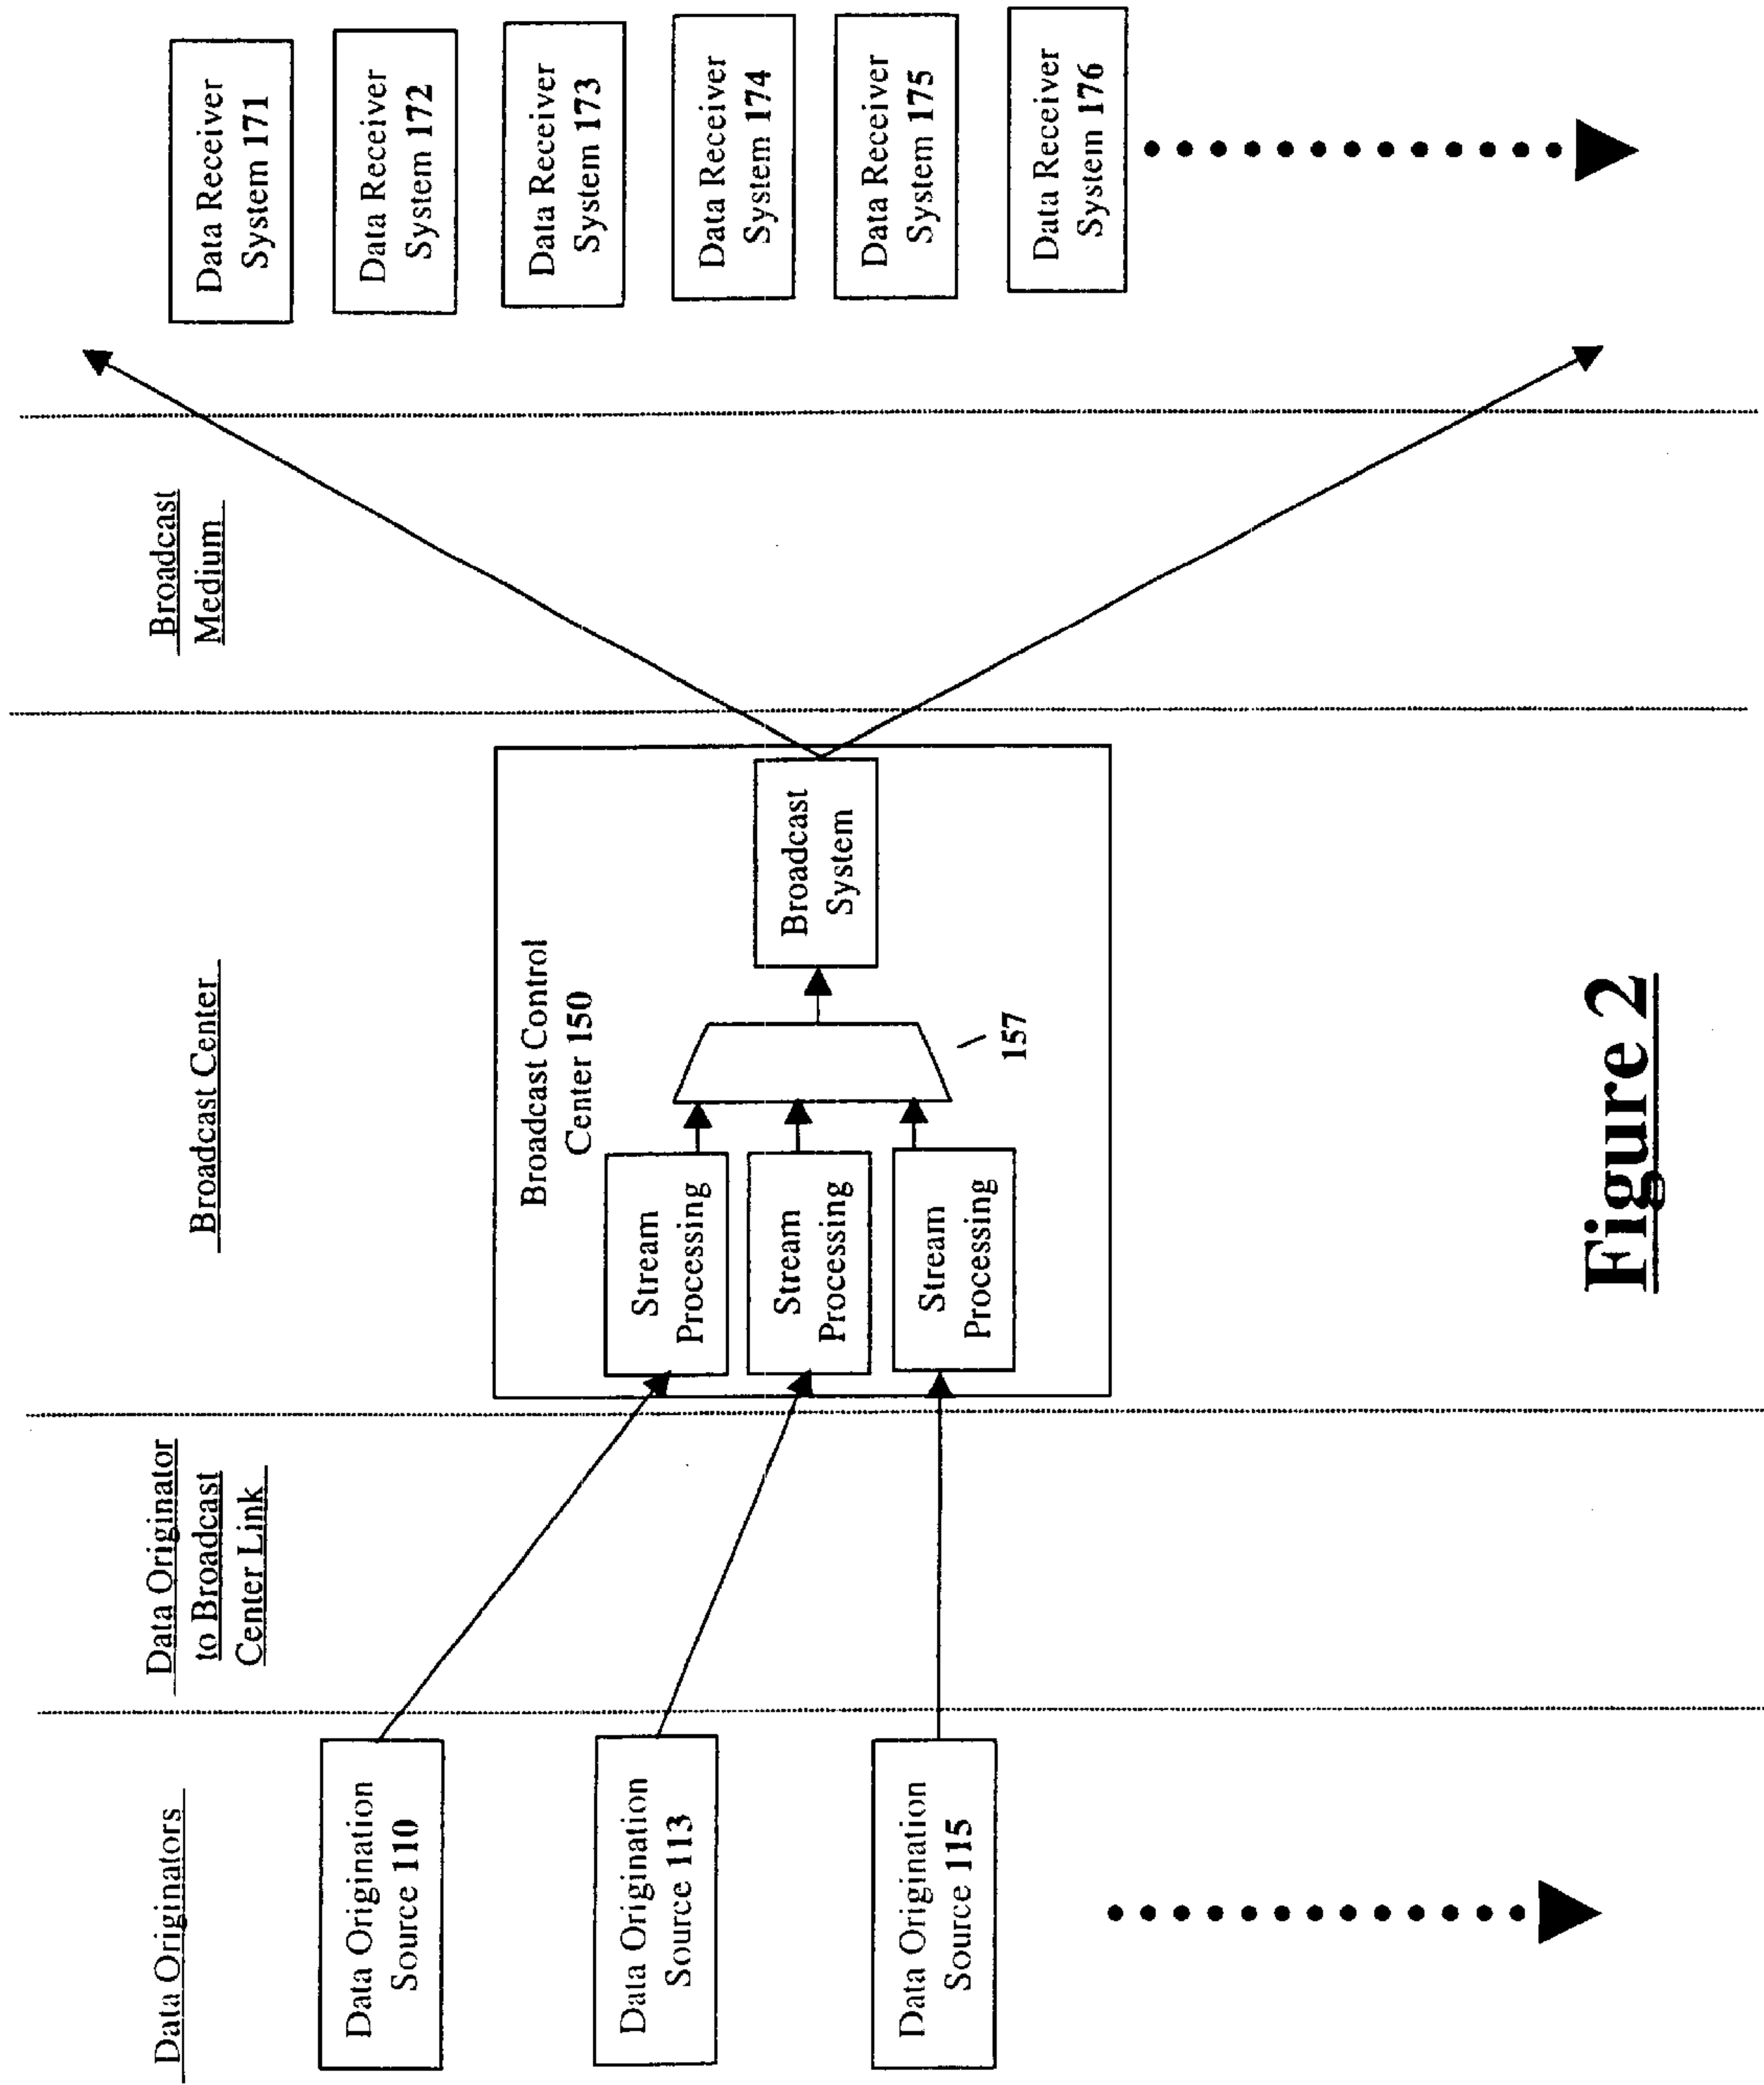 Data Originators
Data Originator
to Broadcast
Center Link
Broadcast Center
Broadcast
Medium
Data Origination
Source 110
Data Origination
Source 113
Data Origination
Source 115
Broadcast Control
Center 150
Stream
Processing
Stream
Processing
Stream
Processing
157
Broadcast
System
Data Receiver
System 171
Data Receiver
System 172
Data Receiver
System 173
Data Receiver
System 174
Data Receiver
System 175
Data Receiver
System 176
Figure 2